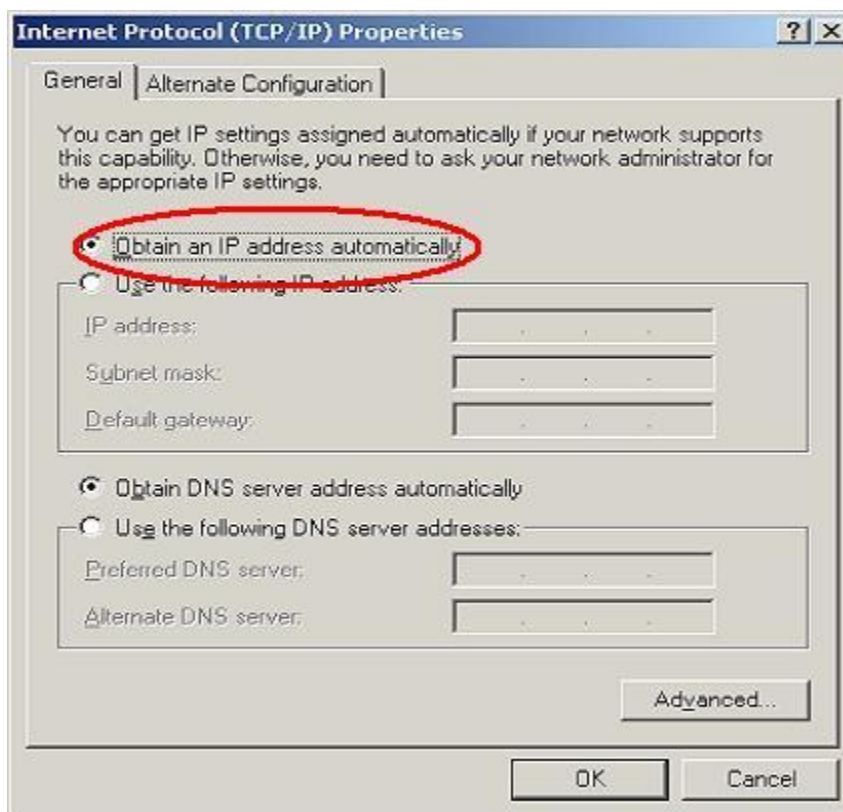 Internet Protocol (TCP/IP) Properties
General
Alternate Configuration
You can get IP settings assigned automatically if your network supports
this capability. Otherwise, you need to ask your network administrator for
the appropriate IP settings.
Obtain an IP address automatically
Use the following IP address:
IP address:
Subnet mask:
Default gateway:
Obtain DNS server address automatically
Use the following DNS server addresses:
Preferred DNS server:
Alternate DNS server:
Advanced...
OK
Cancel